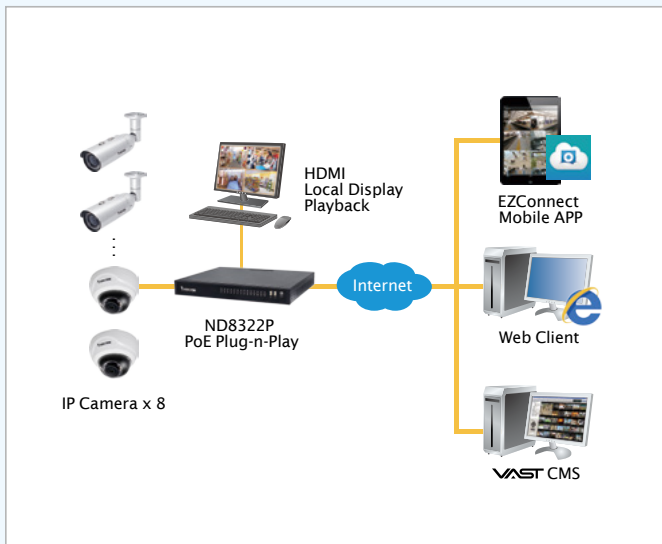 HDMI
Local Display
Playback
ND8322P
PoE Plug-n-Play
IP Camera x 8
Internet
EZConnect
Mobile APP
Web Client
VAST CMS